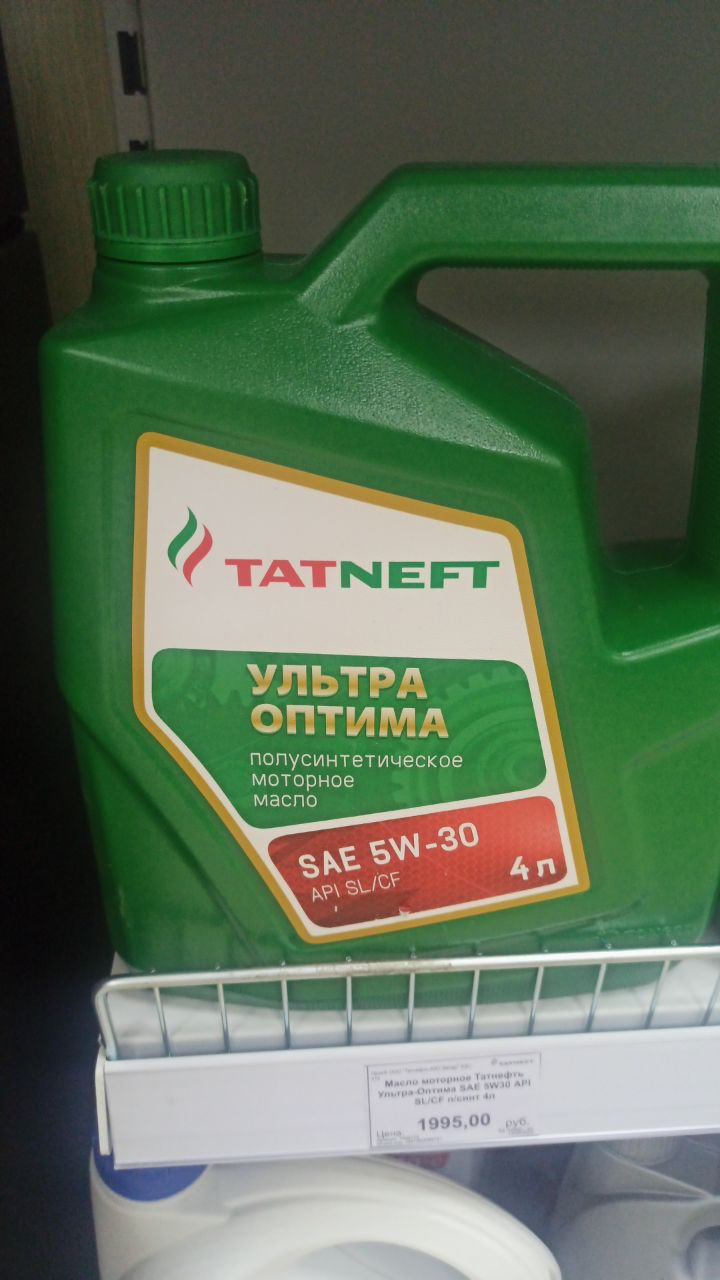 TATNEFT
УЛЬТРА
ОПТИМА
полусинтетическое
моторное
масло
SAE 5W-30
API SL/CF
4 л
TATNEFT
Масло моторное Татнефть
Ультра-Оптима SAE 5W30 API
SL/CF п/синт 4л
Цена: 1995,00 руб.